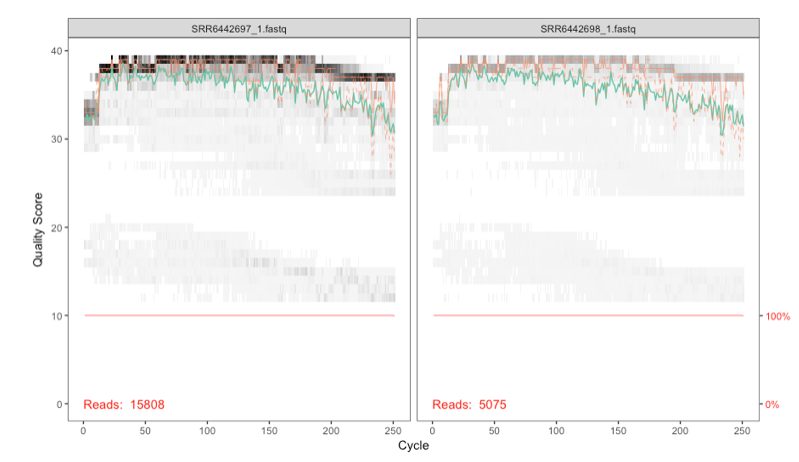 SRR6442697_1.fastq
SRR6442698_1.fastq
40
30
20
10
0
Quality Score
100%
0%
Reads: 15808
Reads: 5075
0 50 100 150 200 250
0 50 100 150 200 250
Cycle